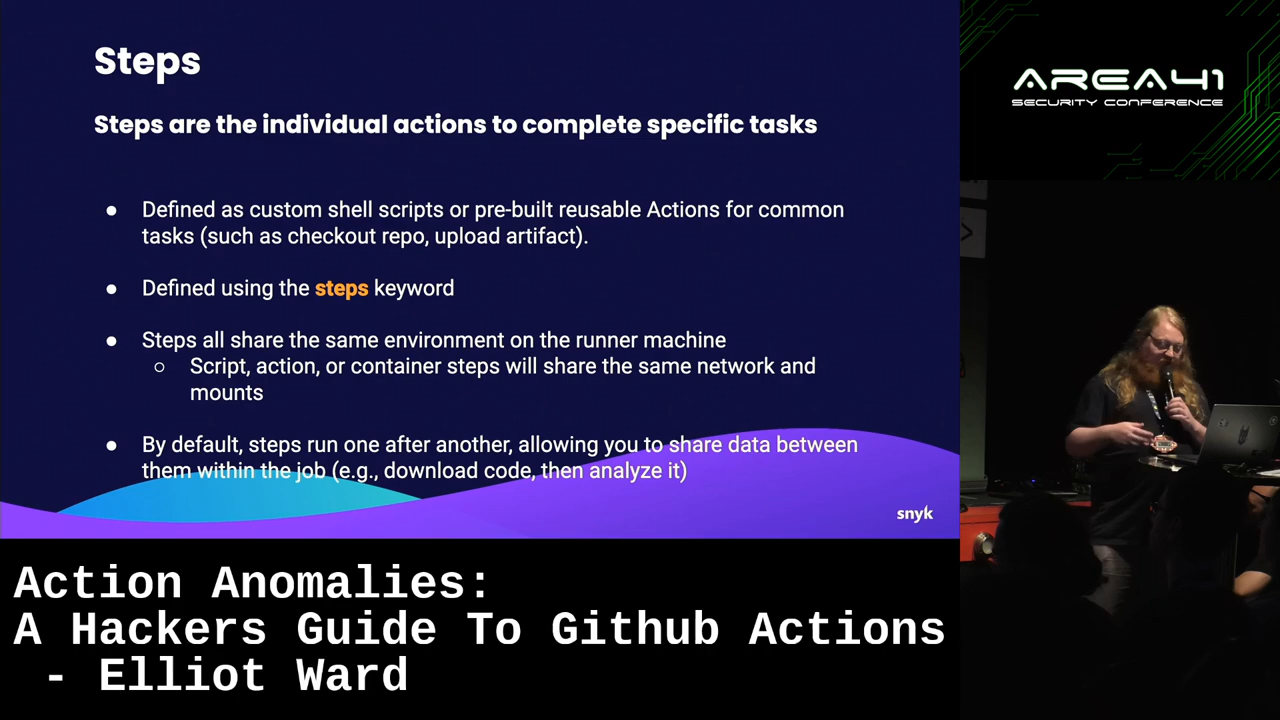 Steps
Steps are the individual actions to complete specific tasks
● Defined as custom shell scripts or pre-built reusable Actions for common
tasks (such as checkout repo, upload artifact).
● Defined using the steps keyword
● Steps all share the same environment on the runner machine
○ Script, action, or container steps will share the same network and
mounts
● By default, steps run one after another, allowing you to share data between
them within the job (e.g., download code, then analyze it)
snyk
AREA41
SECURITY CONFERENCE
Action Anomalies:
A Hackers Guide To Github Actions
- Elliot Ward